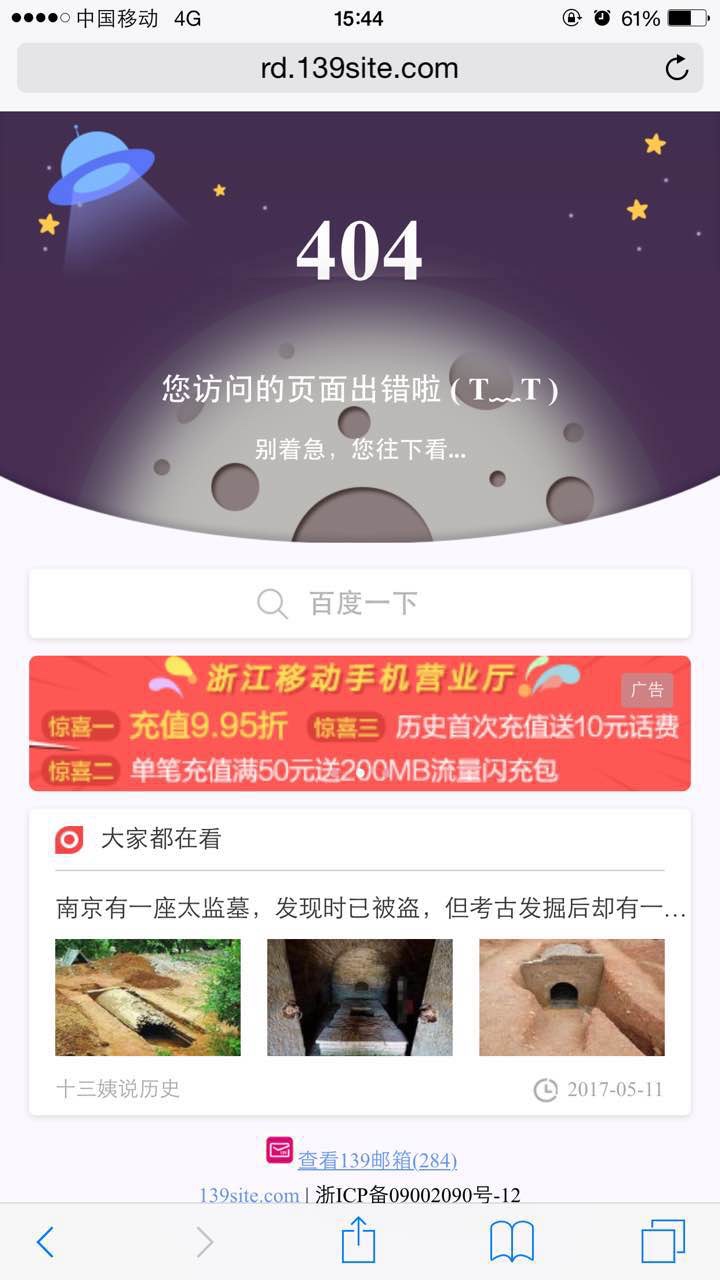 中国移动 4G 15:44 61%
rd.139site.com
404
您访问的页面出错啦 ( T﹏T )
别着急，您往下看...
百度一下
浙江移动手机营业厅
广告
惊喜一 充值9.95折 惊喜三 历史首次充值送10元话费
惊喜二 单笔充值满50元送200MB流量闪充包
大家都在看
南京有一座太监墓，发现时已被盗，但考古发掘后却有一...
十三姨说历史 2017-05-11
查看139邮箱(284)
139site.com | 浙ICP备09002090号-12